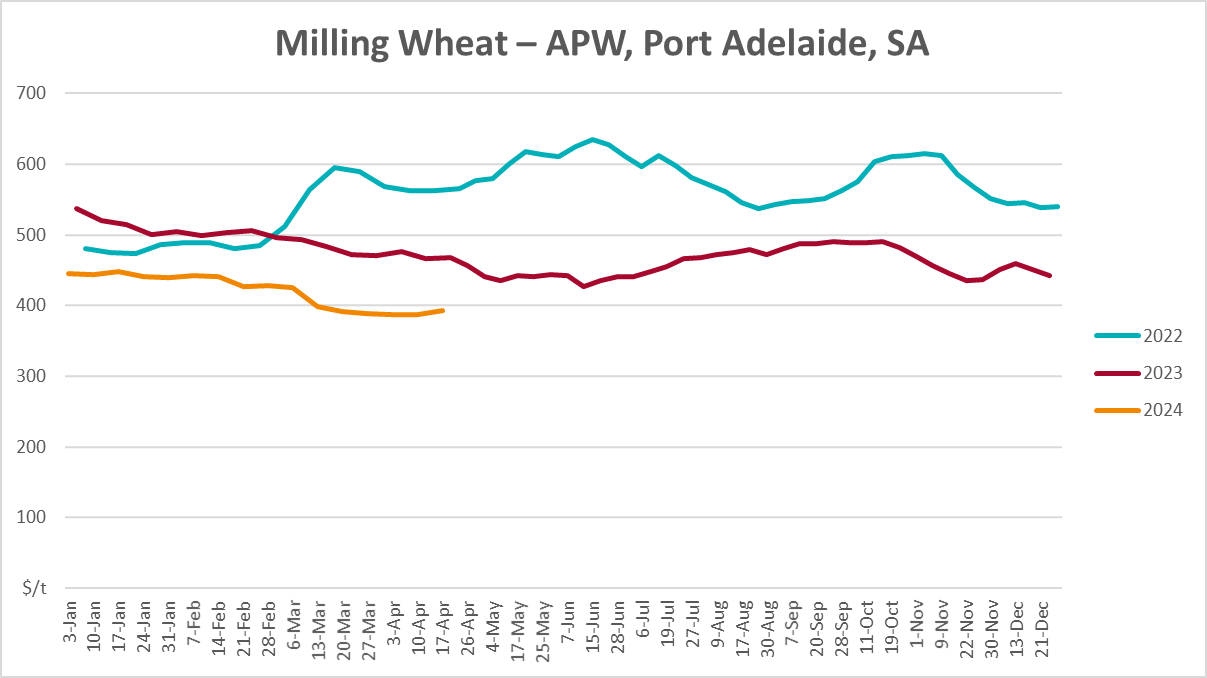 Milling Wheat – APW, Port Adelaide, SA
700
600
500
400
300
200
100
$/t
3-Jan
10-Jan
17-Jan
24-Jan
31-Jan
7-Feb
14-Feb
21-Feb
28-Feb
6-Mar
13-Mar
20-Mar
27-Mar
3-Apr
10-Apr
17-Apr
26-Apr
4-May
17-May
25-May
7-Jun
15-Jun
28-Jun
6-Jul
19-Jul
27-Jul
9-Aug
17-Aug
30-Aug
7-Sep
20-Sep
28-Sep
11-Oct
19-Oct
1-Nov
9-Nov
22-Nov
30-Nov
13-Dec
21-Dec
2022
2023
2024